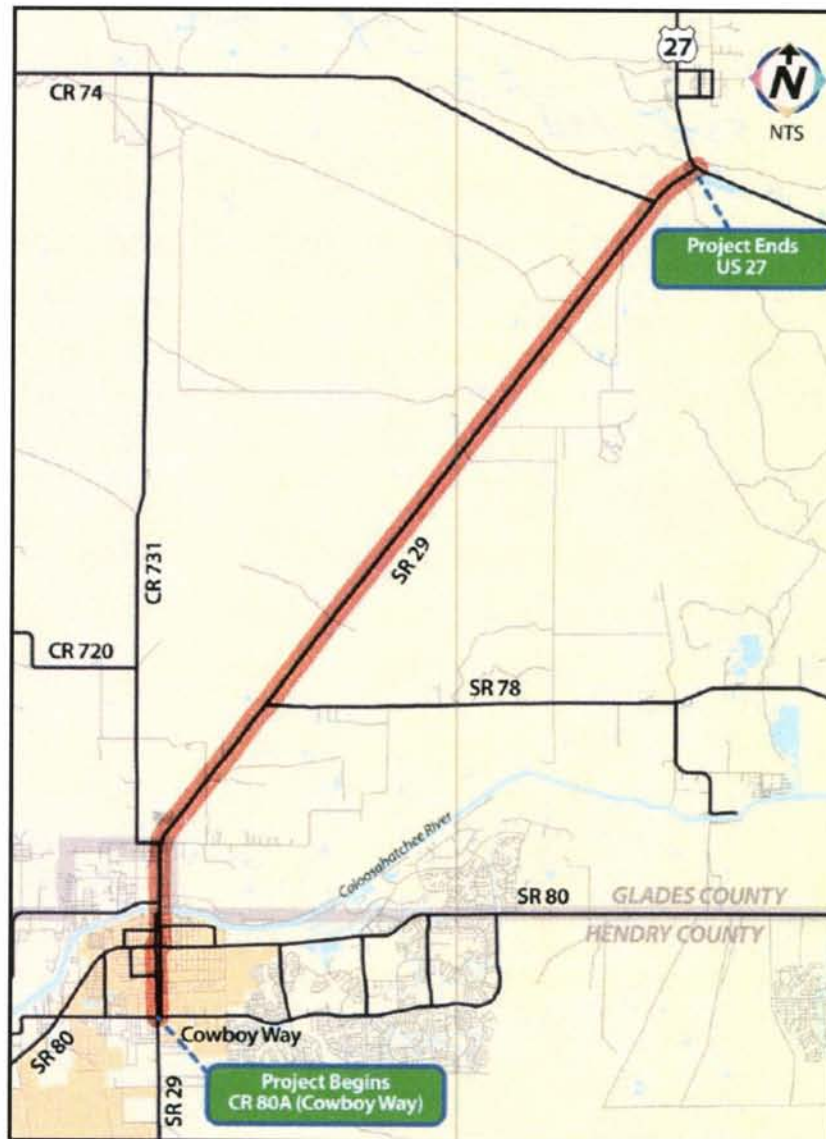 27
N
NTS
CR 74
Project Ends
US 27
SR 29
CR 731
CR 720
SR 78
Caloosahatchee River
SR 80
GLADES COUNTY
HENDRY COUNTY
Cowboy Way
SR 80
SR 29
Project Begins
CR 80A (Cowboy Way)